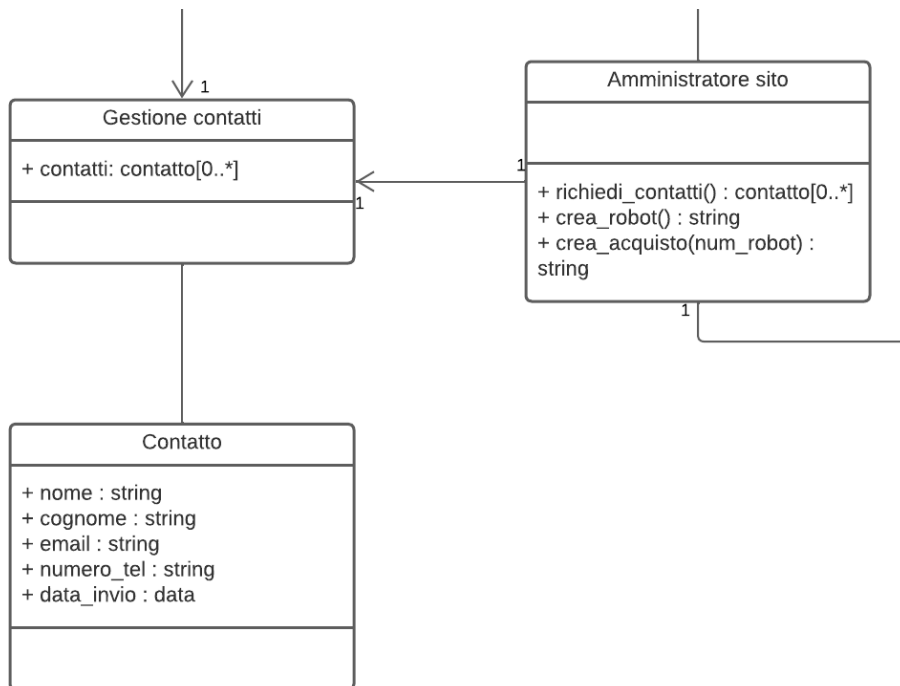 1
Gestione contatti
+ contatti: contatto[0..*]
1
1
Amministratore sito
+ richiedi_contatti() : contatto[0..*]
+ crea_robot() : string
+ crea_acquisto(num_robot) :
string
1
Contatto
+ nome : string
+ cognome : string
+ email : string
+ numero_tel : string
+ data_invio : data